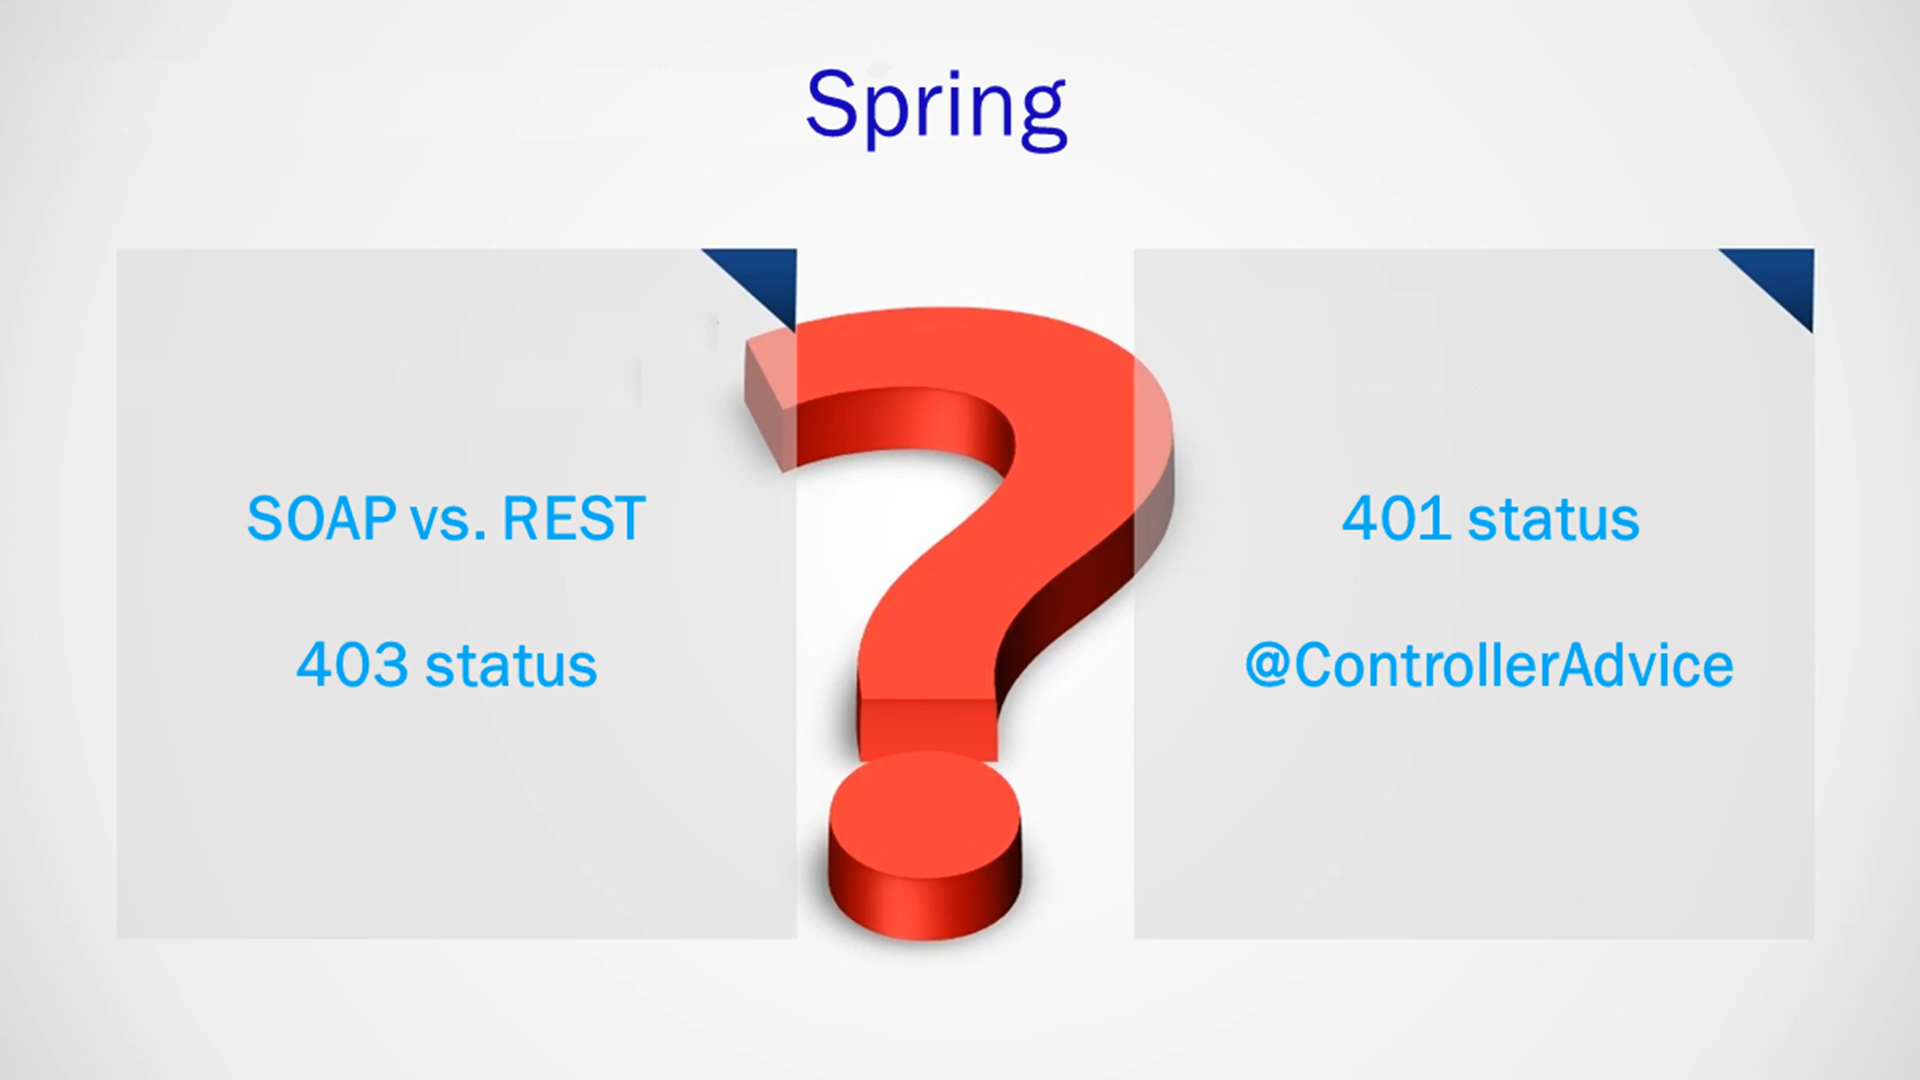 Spring
SOAP vs. REST
403 status
401 status
@ControllerAdvice